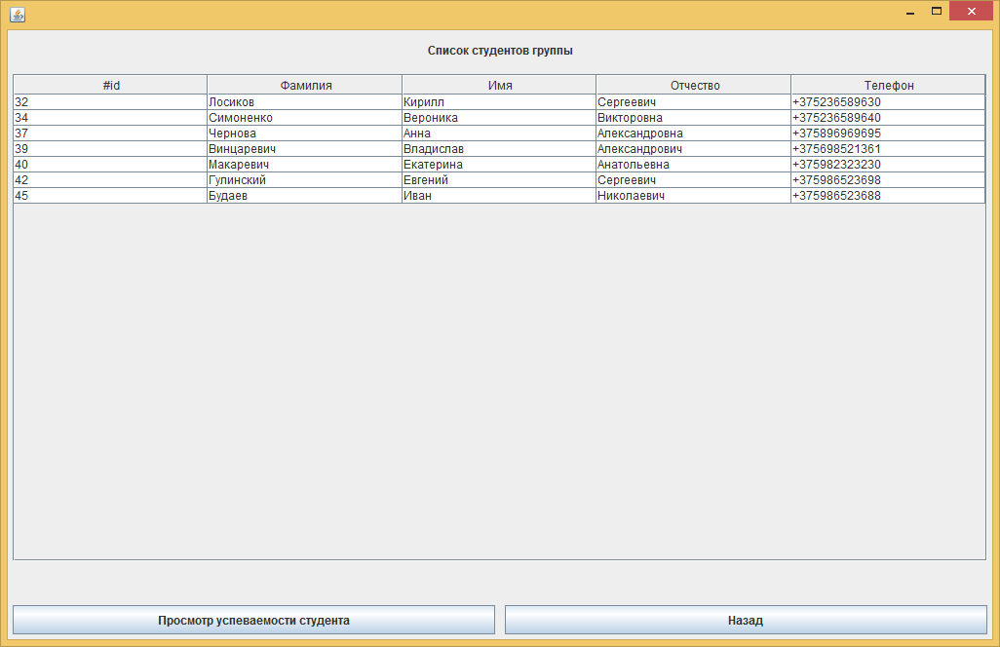 Список студентов группы
#id Фамилия Имя Отчество Телефон
32 Лосиков Кирилл Сергеевич +375236589630
34 Симоненко Вероника Викторовна +375236589640
37 Чернова Анна Александровна +375896969695
39 Винцаревич Владислав Александрович +375698521361
40 Макаревич Екатерина Анатольевна +375982323230
42 Гулинский Евгений Сергеевич +375986523698
45 Будаев Иван Николаевич +375986523688
Просмотр успеваемости студента Назад